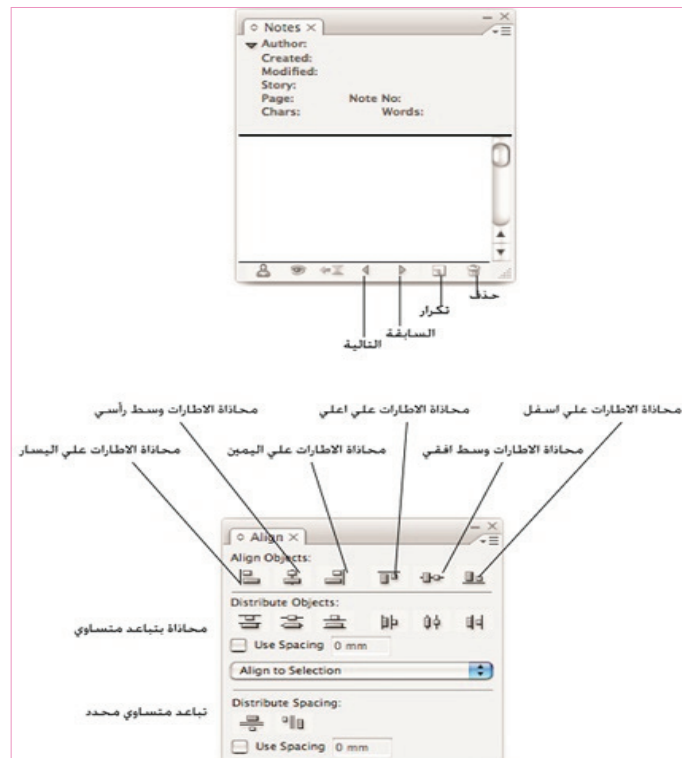 Notes
Author:
Created:
Modified:
Story:
Page: Note No:
Chars: Words:
حذف
تكرار
السابقة
التالية
محاذاة الاطارات علي اسفل
محاذاة الاطارات علي اعلي
محاذاة الاطارات وسط رأسي
محاذاة الاطارات وسط افقي
محاذاة الاطارات علي اليمين
محاذاة الاطارات علي اليسار
Align
Align Objects:
Distribute Objects:
محاذاة بتباعد متساوي
Use Spacing 0 mm
Align to Selection
تباعد متساوي محدد
Distribute Spacing:
Use Spacing 0 mm